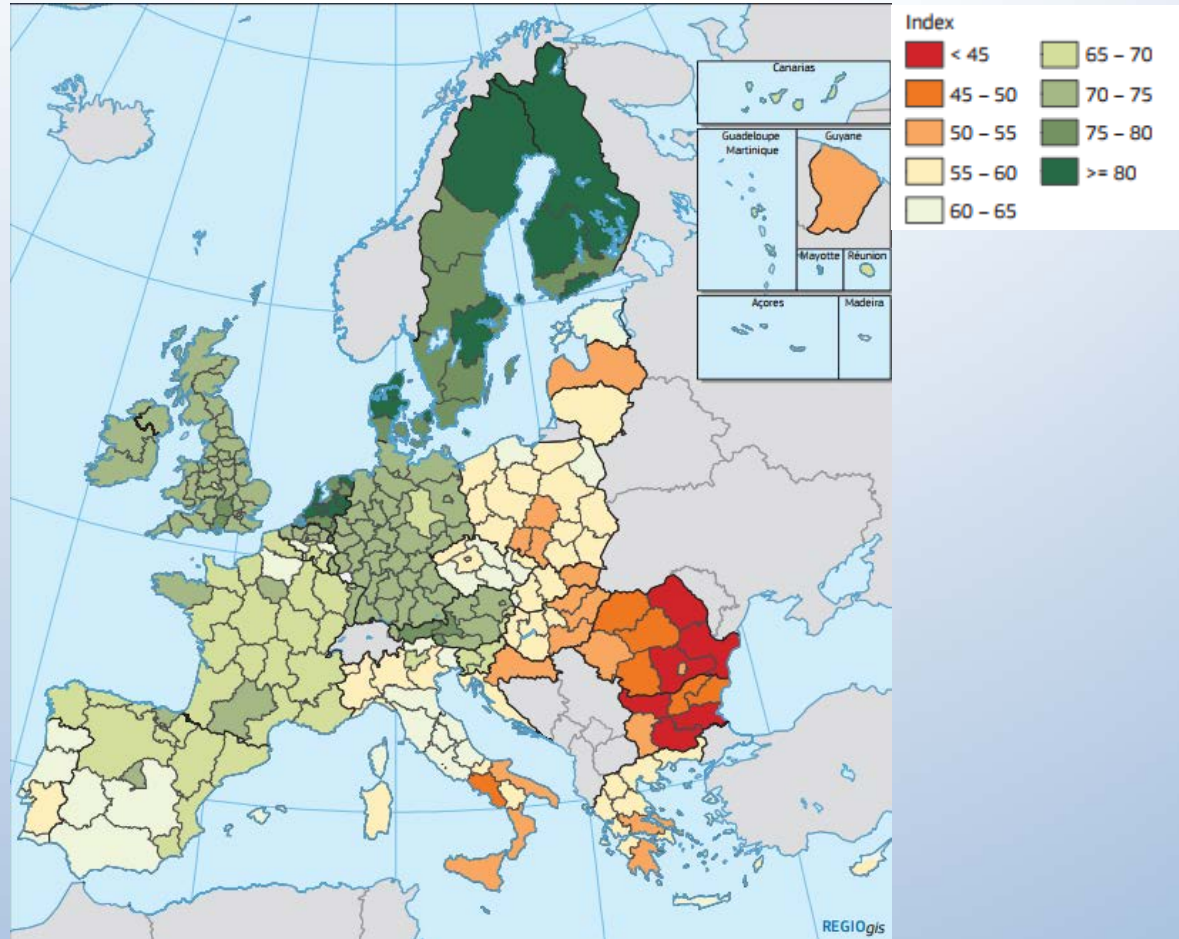 Index
< 45
45 – 50
50 – 55
55 – 60
60 – 65
65 – 70
70 – 75
75 – 80
>= 80
Canarias
Guadeloupe
Martinique
Guyane
Mayotte
Réunion
Açores
Madeira
REGIOgis